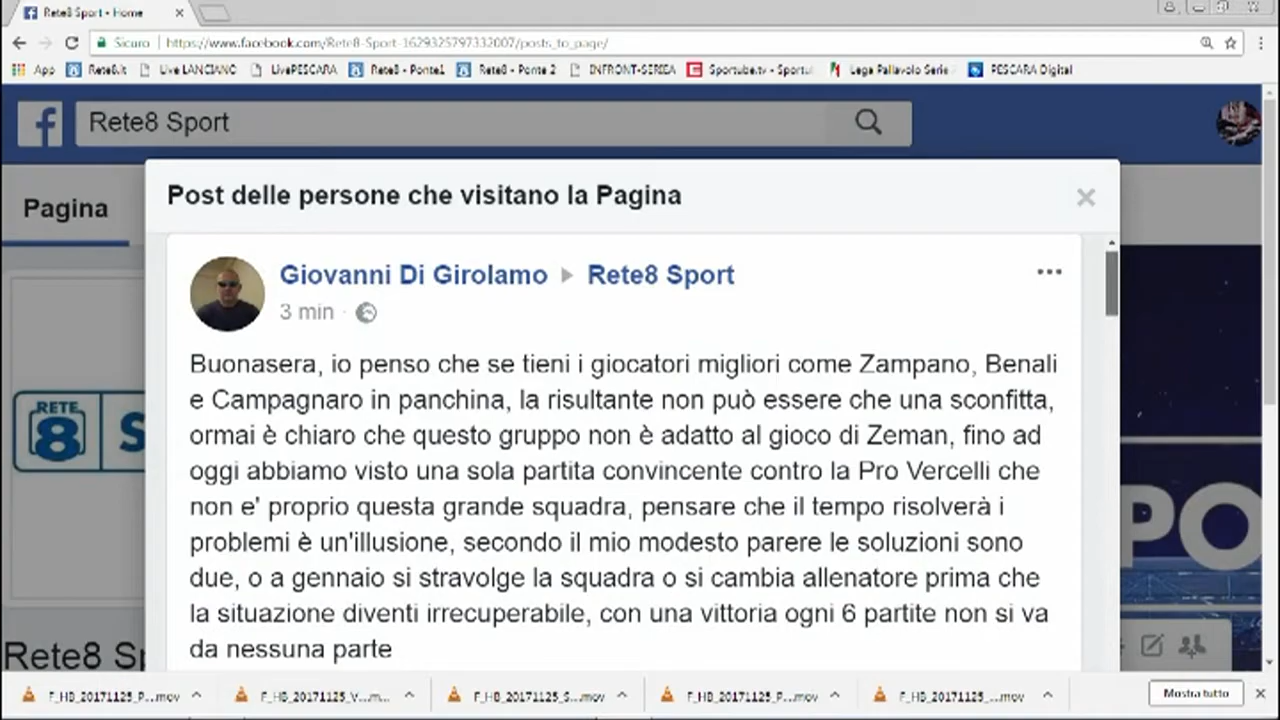 Rete8 Sport - Home
Sicuro https://www.facebook.com/Rete8-Sport-1629325797332007/posts_to_page/
App Rete8.it Live LANCIANO LivePESCARA Rete8 - Ponte1 Rete8 - Ponte 2 INFRONT-SERIEA Sportube.tv - Sportu Lega Pallavolo Serie PESCARA Digital
Rete8 Sport
Pagina
Post delle persone che visitano la Pagina
Giovanni Di Girolamo Rete8 Sport
3 min
Buonasera, io penso che se tieni i giocatori migliori come Zampano, Benali
e Campagnaro in panchina, la risultante non può essere che una sconfitta,
ormai è chiaro che questo gruppo non è adatto al gioco di Zeman, fino ad
oggi abbiamo visto una sola partita convincente contro la Pro Vercelli che
non e' proprio questa grande squadra, pensare che il tempo risolverà i
problemi è un'illusione, secondo il mio modesto parere le soluzioni sono
due, o a gennaio si stravolge la squadra o si cambia allenatore prima che
la situazione diventi irrecuperabile, con una vittoria ogni 6 partite non si va
da nessuna parte
RETE
8 S
PO
Rete8 Sp
F_HB_20171125_P....mov F_HB_20171125_V....m... F_HB_20171125_S....mov F_HB_20171125_P....mov F_HB_20171125_....mov Mostra tutto